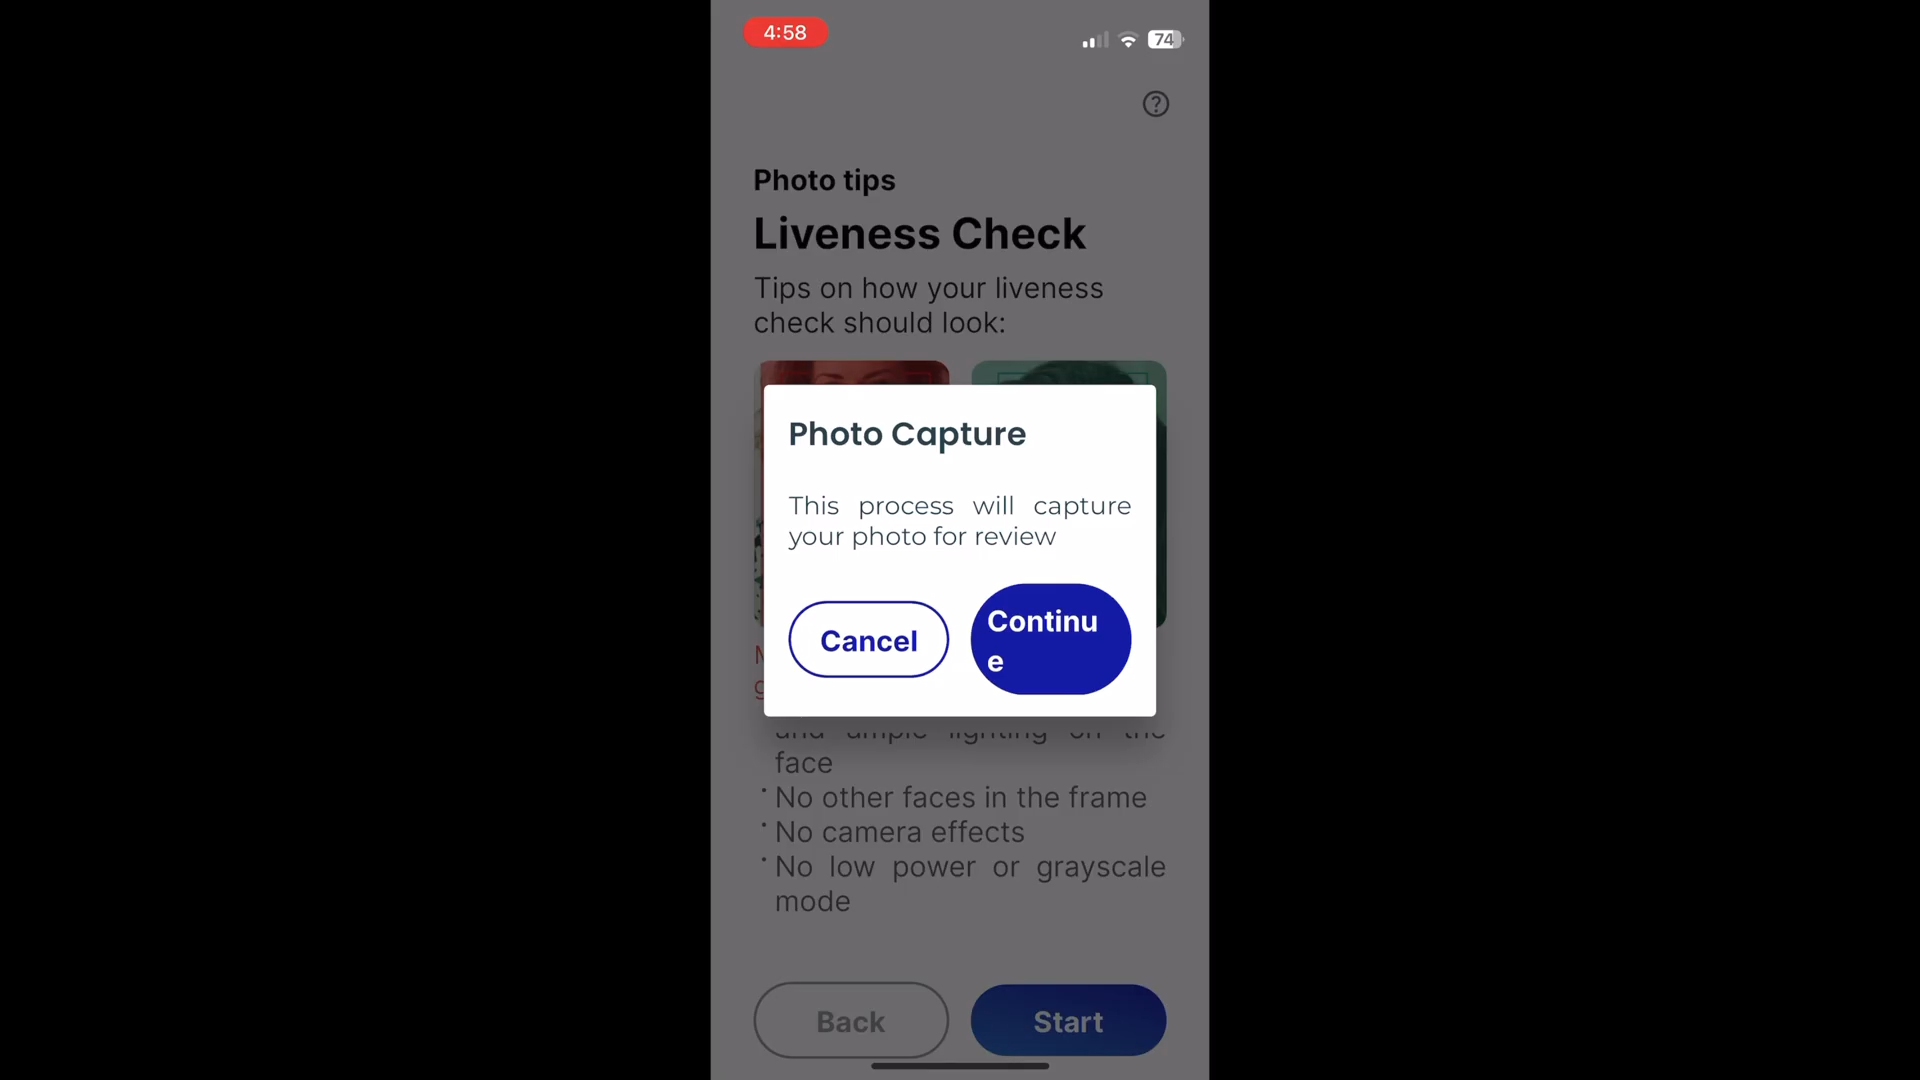 4:58
74
?
Photo tips
Liveness Check
Tips on how your liveness
check should look:
Photo Capture
This process will capture
your photo for review
Cancel
Continu
e
and ample lighting on the
face
· No other faces in the frame
· No camera effects
· No low power or grayscale
mode
Back
Start